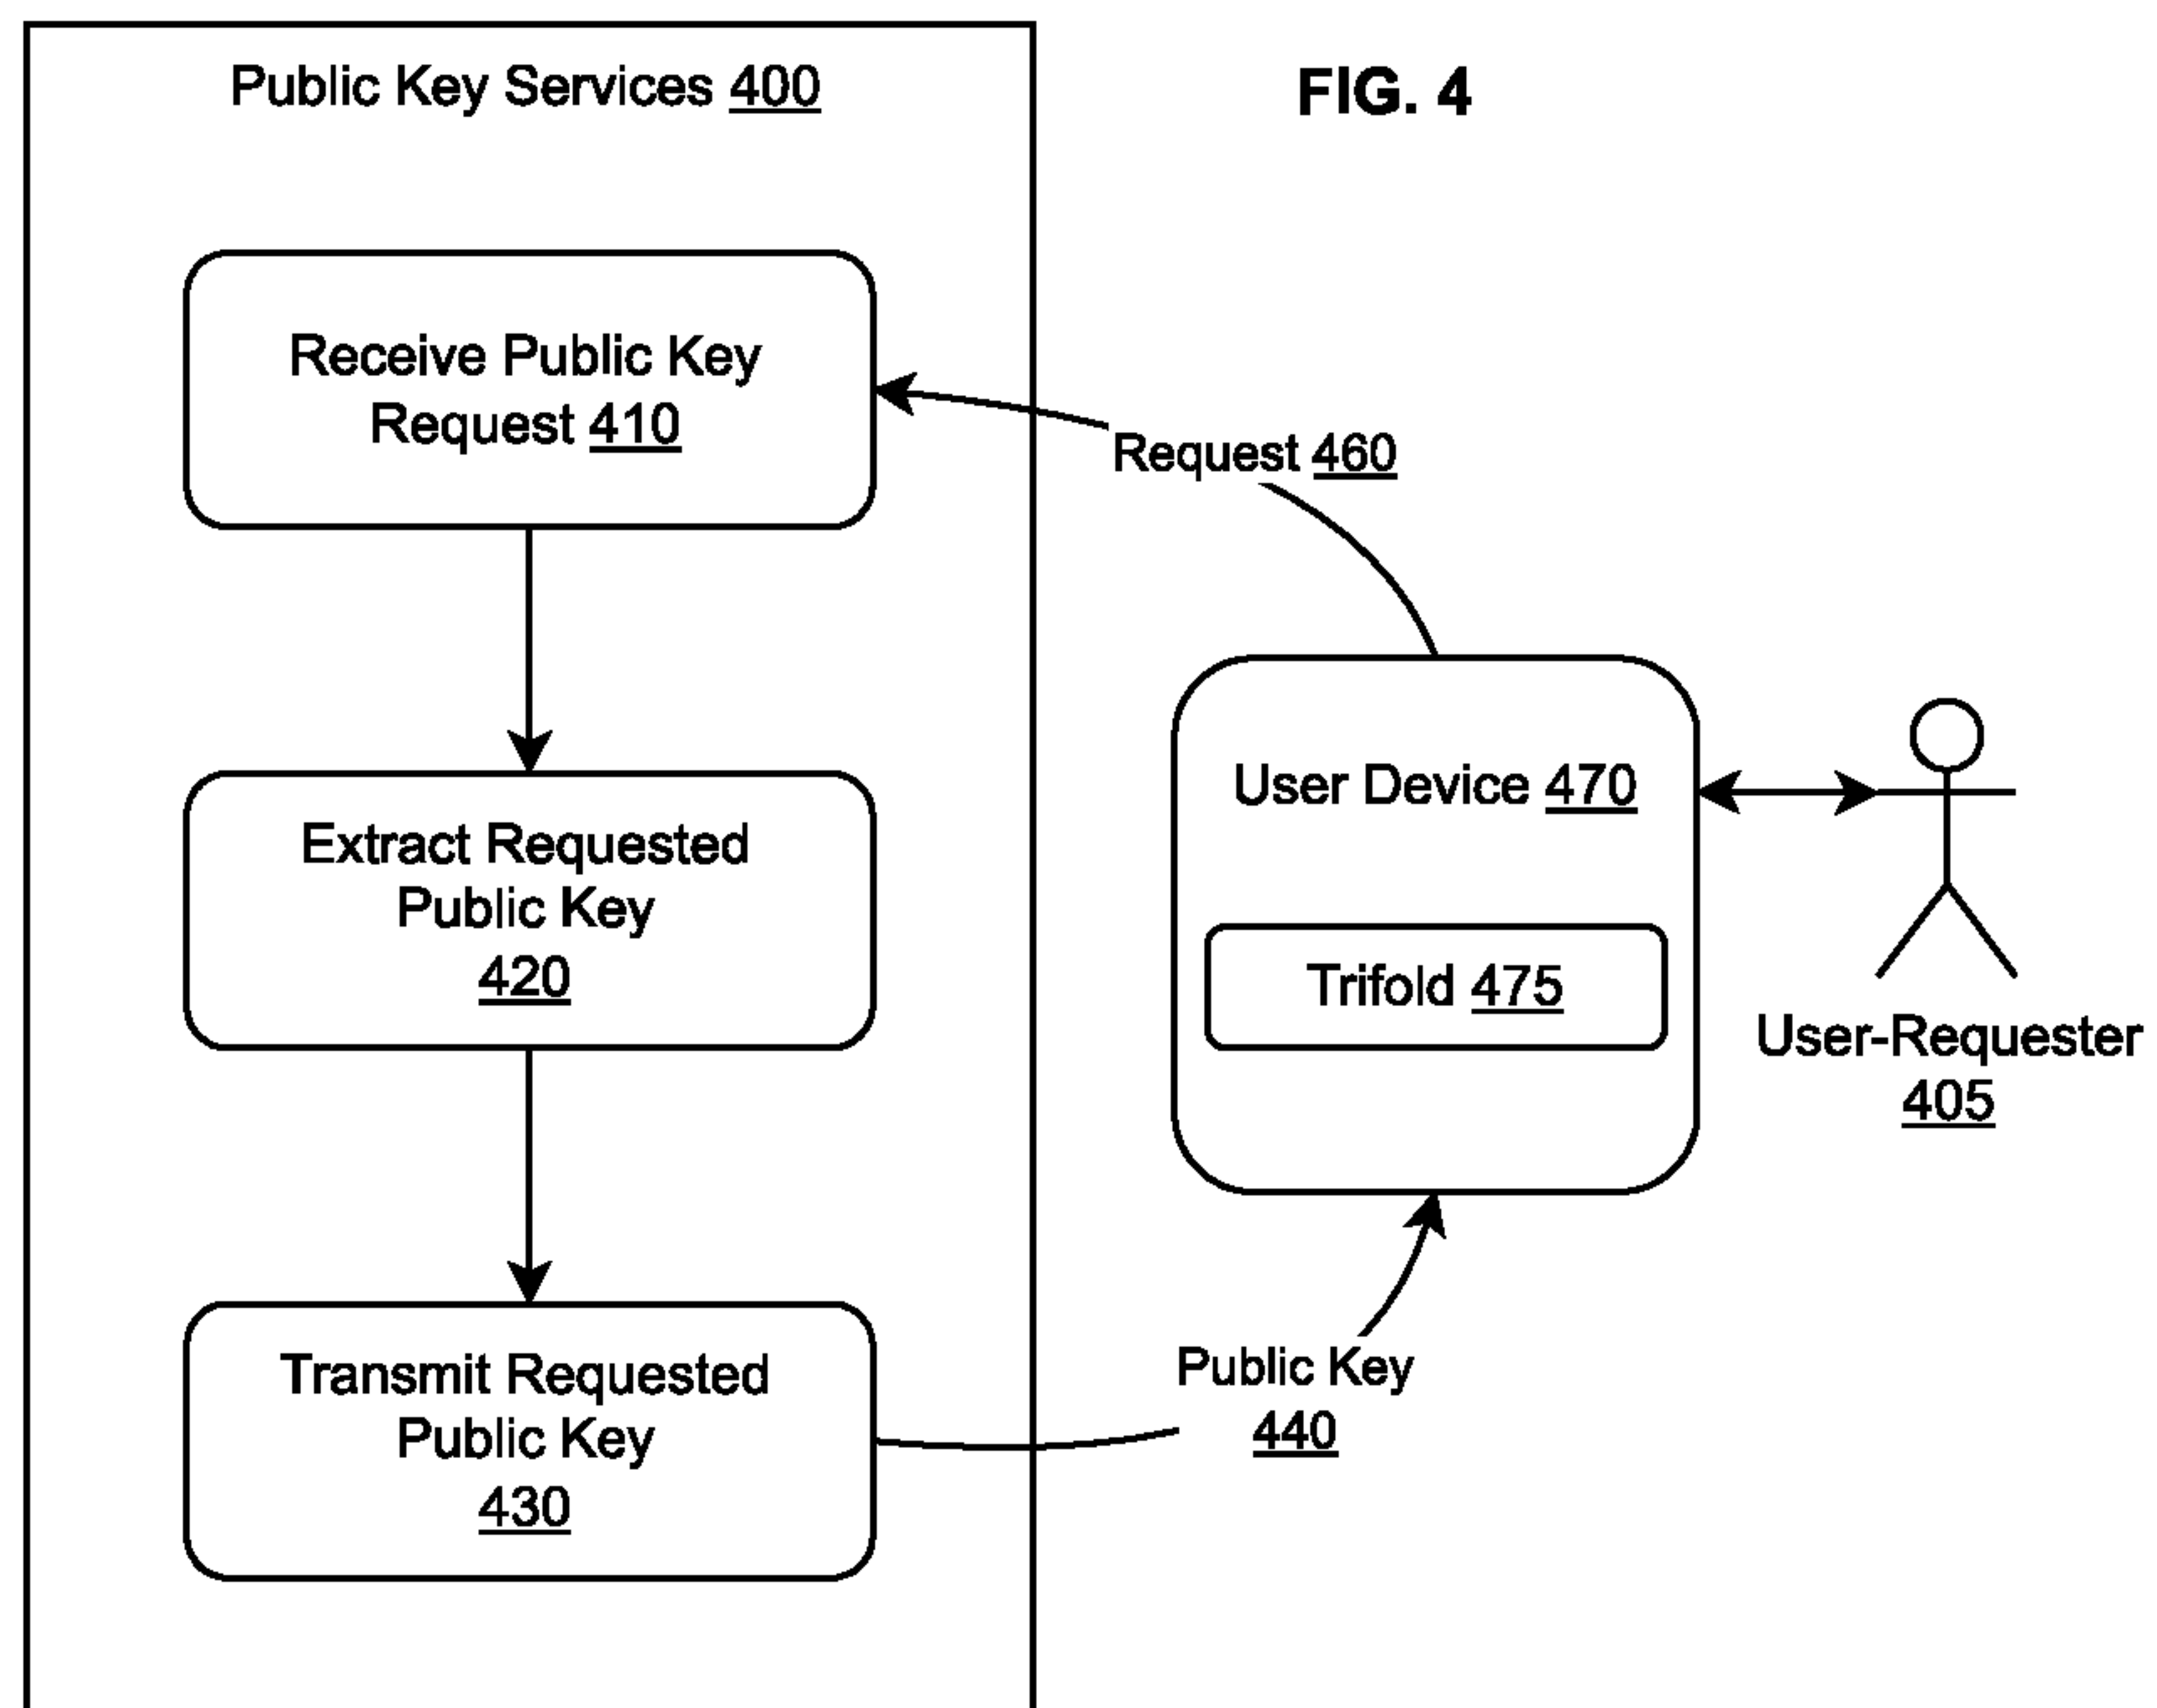 Public Key Services 400
FIG. 4
Receive Public Key
Request 410
Request 460
Extract Requested
Public Key
420
User Device 470
Trifold 475
User-Requester
405
Transmit Requested
Public Key
430
Public Key
440